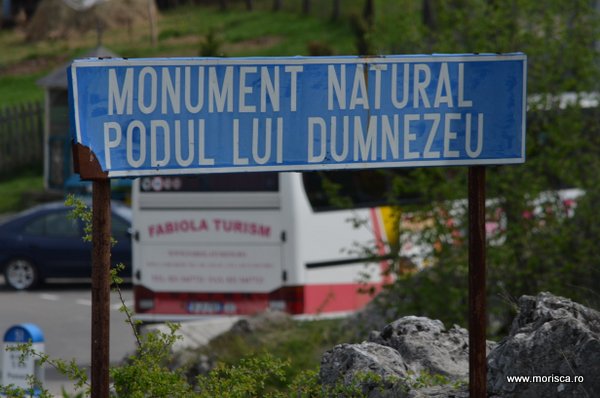 MONUMENT NATURAL
PODUL LUI DUMNEZEU
FABIOLA TURISM
www.morisca.ro